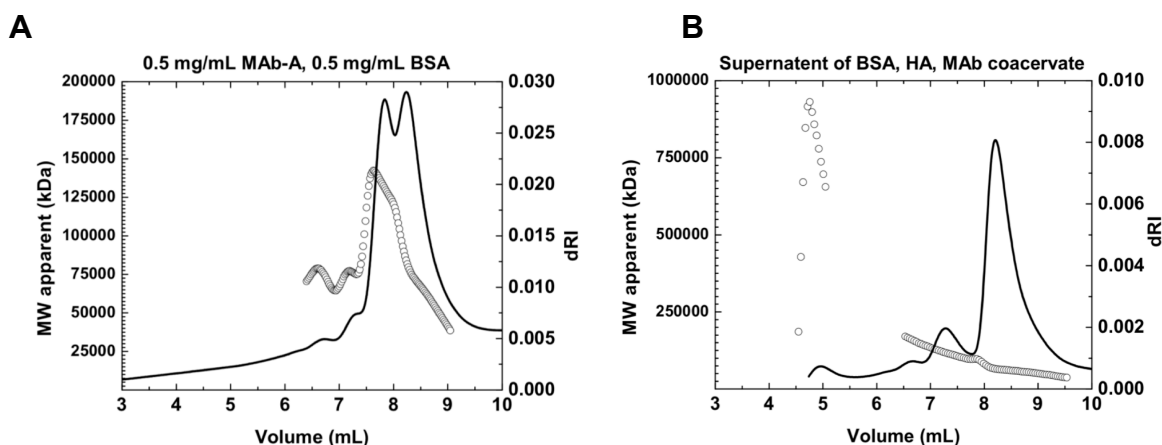 A
0.5 mg/mL MAb-A, 0.5 mg/mL BSA
200000
175000
150000
125000
100000
75000
50000
25000
MW apparent (kDa)
0.030
0.025
0.020
0.015
0.010
0.005
0.000
dRI
3 4 5 6 7 8 9 10
Volume (mL)
B
Supernatent of BSA, HA, MAb coacervate
1000000
750000
500000
250000
MW apparent (kDa)
0.010
0.008
0.006
0.004
0.002
0.000
dRI
3 4 5 6 7 8 9 10
Volume (mL)